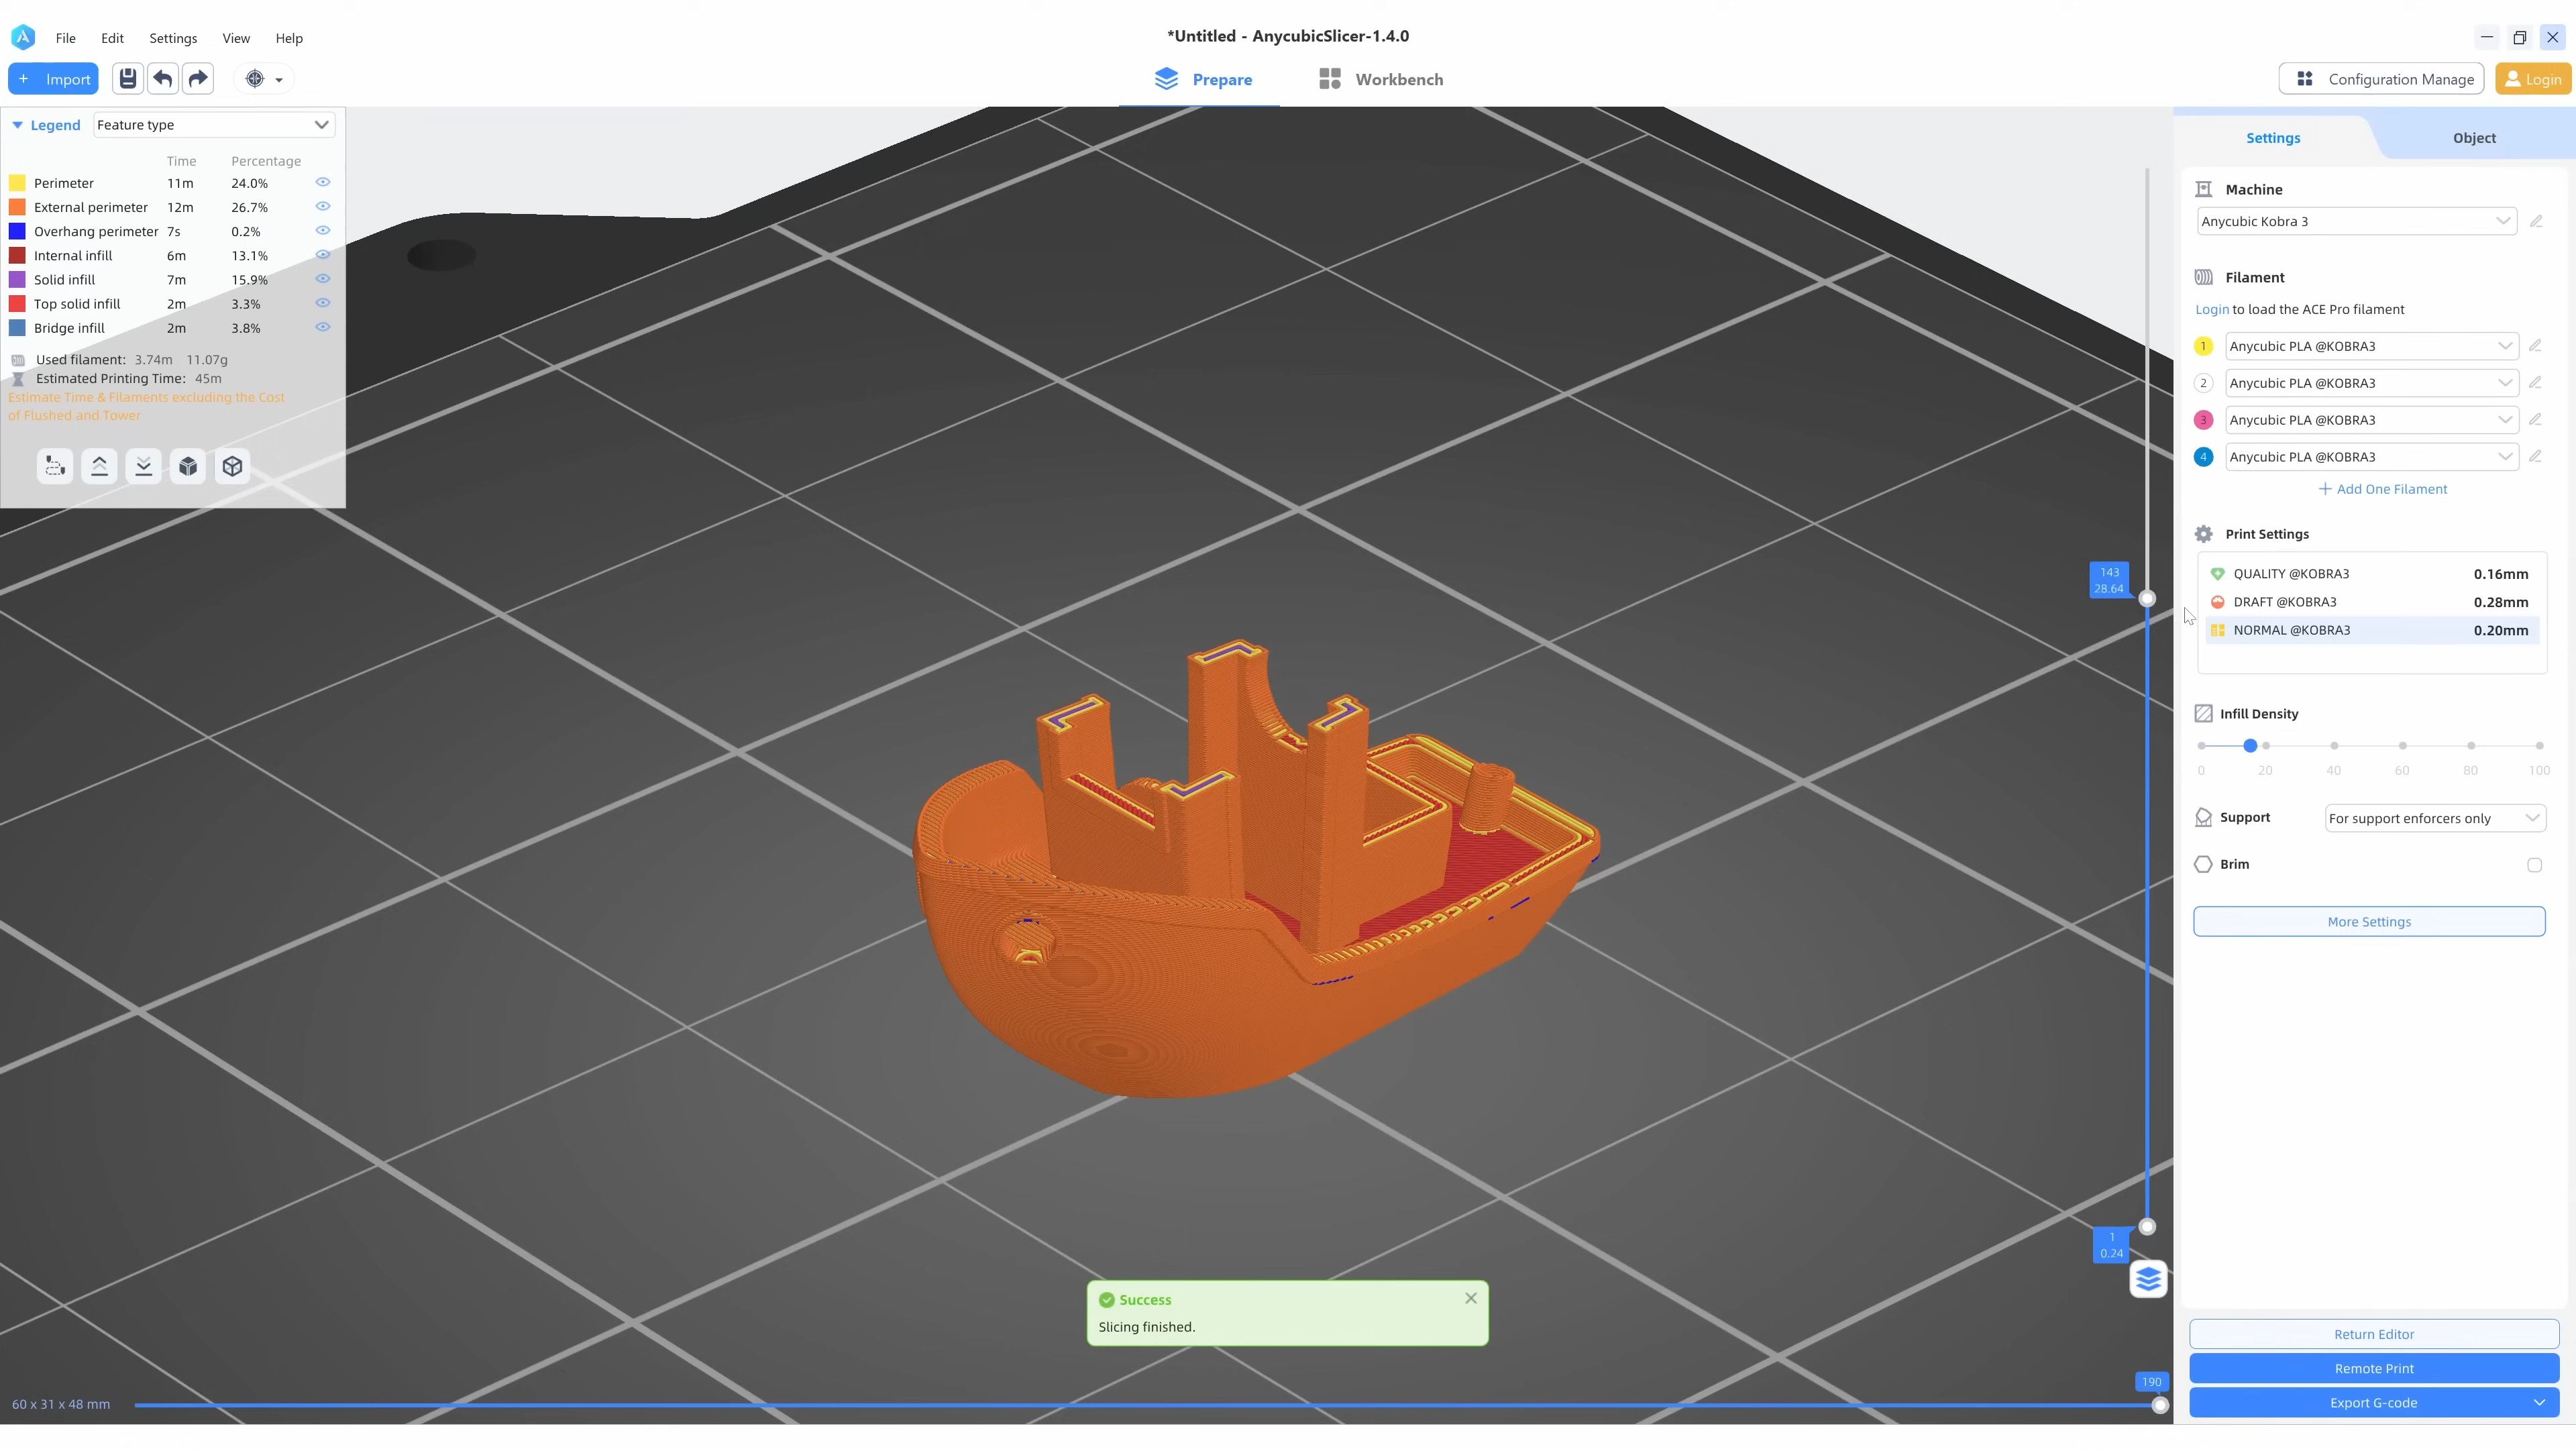 File Edit Settings View Help
*Untitled - AnycubicSlicer-1.4.0
+ Import
Prepare
Workbench
Configuration Manage
Login
Legend Feature type
Time Percentage
Perimeter 11m 24.0%
External perimeter 12m 26.7%
Overhang perimeter 7s 0.2%
Internal infill 6m 13.1%
Solid infill 7m 15.9%
Top solid infill 2m 3.3%
Bridge infill 2m 3.8%
Used filament: 3.74m 11.07g
Estimated Printing Time: 45m
Estimate Time & Filaments excluding the Cost
of Flushed and Tower
143
28.64
1
0.24
Success
Slicing finished.
190
60 x 31 x 48 mm
Settings
Object
Machine
Anycubic Kobra 3
Filament
Login to load the ACE Pro filament
1 Anycubic PLA @KOBRA3
2 Anycubic PLA @KOBRA3
3 Anycubic PLA @KOBRA3
4 Anycubic PLA @KOBRA3
+ Add One Filament
Print Settings
QUALITY @KOBRA3 0.16mm
DRAFT @KOBRA3 0.28mm
NORMAL @KOBRA3 0.20mm
Infill Density
0 20 40 60 80 100
Support For support enforcers only
Brim
More Settings
Return Editor
Remote Print
Export G-code